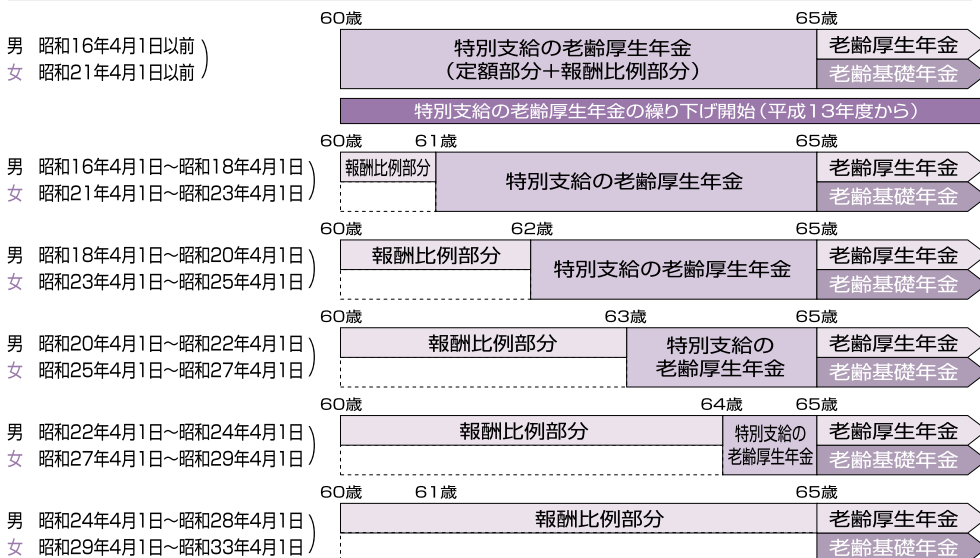 60歳 65歳
男 昭和16年4月1日以前
女 昭和21年4月1日以前
特別支給の老齢厚生年金
（定額部分＋報酬比例部分）
老齢厚生年金
老齢基礎年金
特別支給の老齢厚生年金の繰り下げ開始（平成13年度から）
60歳 61歳 65歳
男 昭和16年4月1日～昭和18年4月1日
女 昭和21年4月1日～昭和23年4月1日
報酬比例部分
特別支給の老齢厚生年金
老齢厚生年金
老齢基礎年金
60歳 62歳 65歳
男 昭和18年4月1日～昭和20年4月1日
女 昭和23年4月1日～昭和25年4月1日
報酬比例部分
特別支給の老齢厚生年金
老齢厚生年金
老齢基礎年金
60歳 63歳 65歳
男 昭和20年4月1日～昭和22年4月1日
女 昭和25年4月1日～昭和27年4月1日
報酬比例部分
特別支給の
老齢厚生年金
老齢厚生年金
老齢基礎年金
60歳 64歳 65歳
男 昭和22年4月1日～昭和24年4月1日
女 昭和27年4月1日～昭和29年4月1日
報酬比例部分
特別支給の
老齢厚生年金
老齢厚生年金
老齢基礎年金
60歳 61歳 65歳
男 昭和24年4月1日～昭和28年4月1日
女 昭和29年4月1日～昭和33年4月1日
報酬比例部分
老齢厚生年金
老齢基礎年金